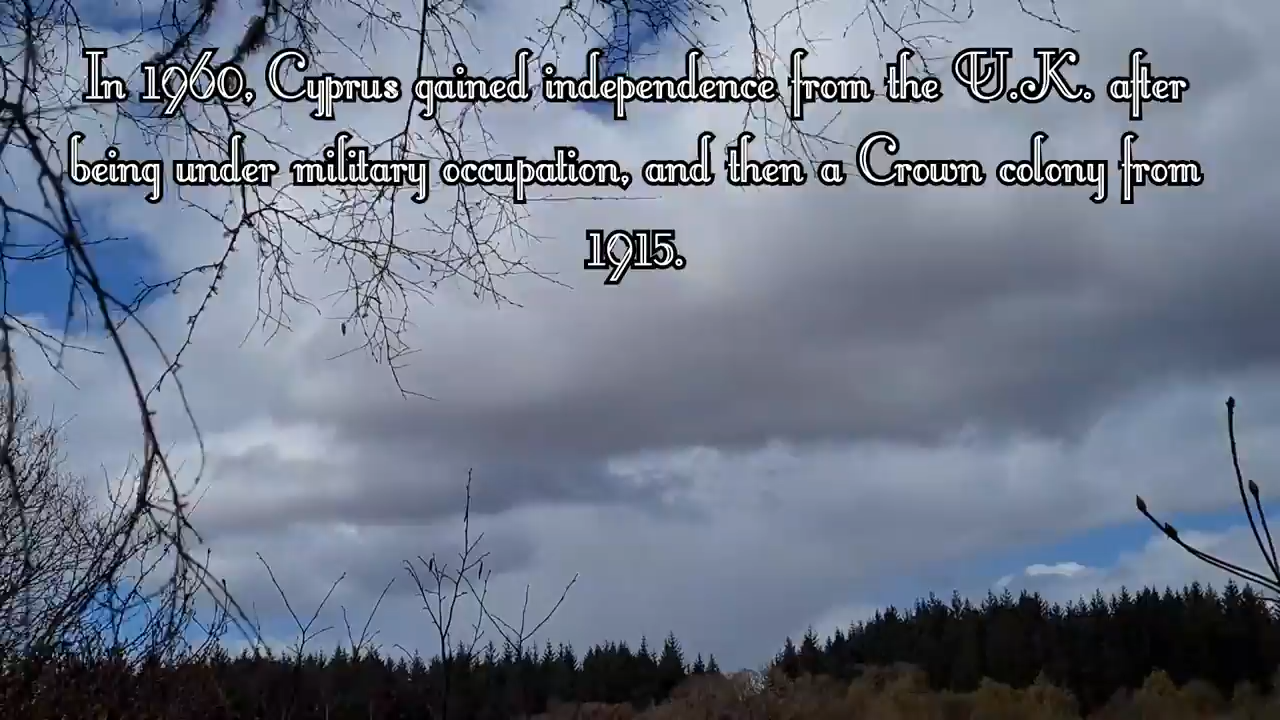 In 1960, Cyprus gained independence from the U.K. after
being under military occupation, and then a Crown colony from
1915.